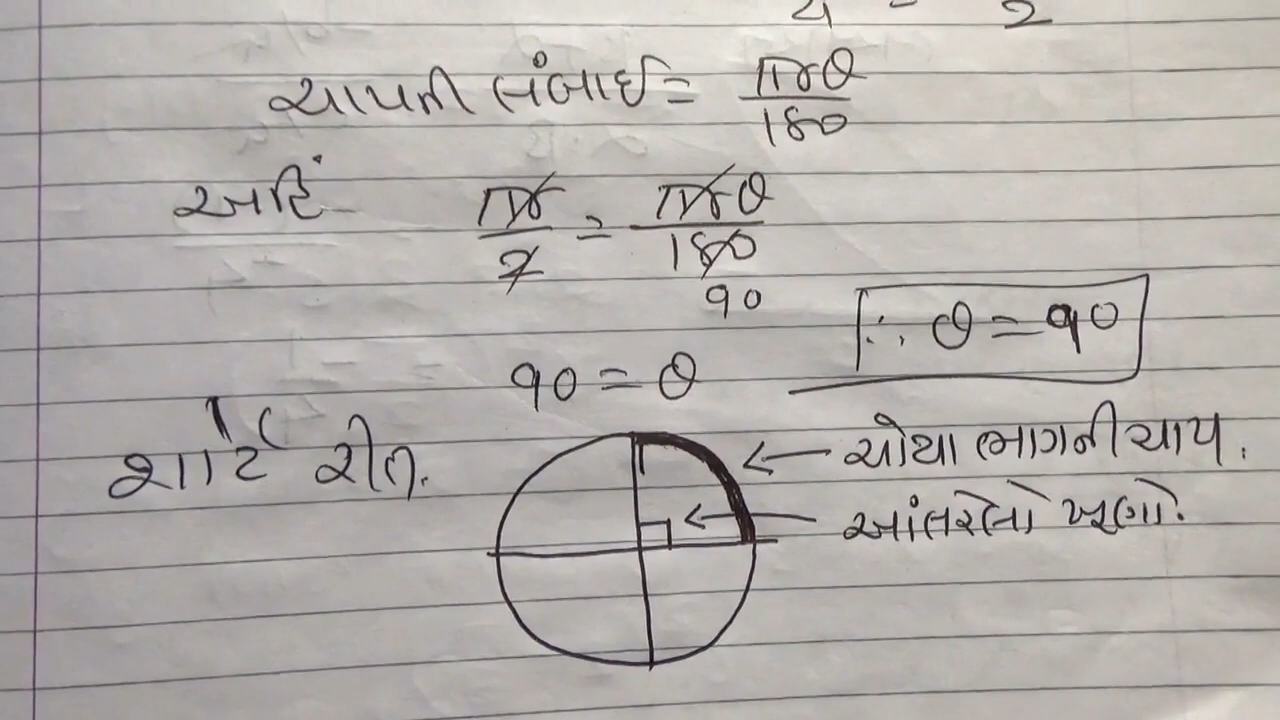 ચાપની લંબાઈ = πrθ/180
અહિં πr/2 = πrθ/180
90
∴ θ = 90
90 = θ
શાર્ટ રીત.
← ચોથા ભાગની ચાપ.
← આંતરેલો ખૂણો.